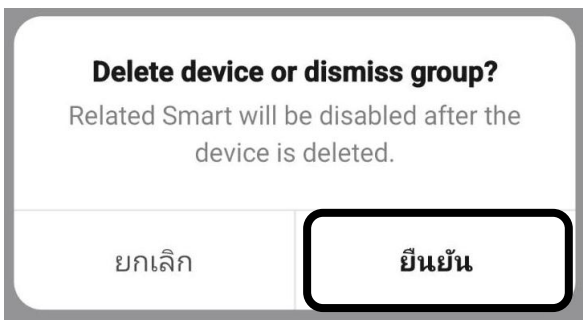 Delete device or dismiss group?
Related Smart will be disabled after the
device is deleted.
ยกเลิก
ยืนยัน